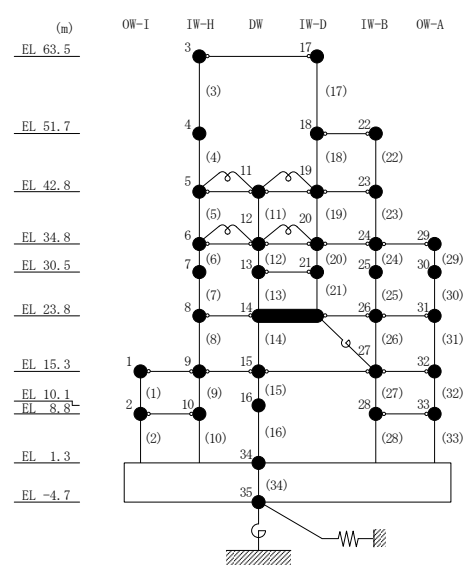 (m) OW-I IW-H DW IW-D IW-B OW-A
EL 63.5 3 17
(3) (17)
EL 51.7 4 18 22
(4) (18) (22)
11 19
EL 42.8 5 23
(5) (11) (19) (23)
12 20
EL 34.8 6 24 29
(6) (12) (20) (24) (29)
EL 30.5 7 13 21 25 30
(7) (13) (21) (25) (30)
EL 23.8 8 14 26 31
(8) (14) (26) (31)
27
EL 15.3 1 9 15 32
(1) (9) (15) (27) (32)
EL 10.1 16
EL 8.8 2 10 28 33
(2) (10) (16) (28) (33)
EL 1.3 34
(34)
EL -4.7 35